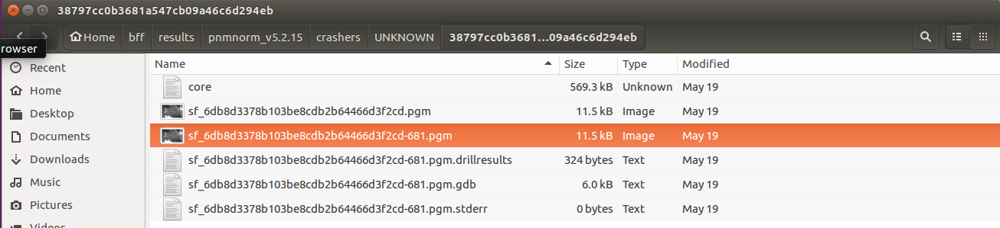 38797cc0b3681a547cb09a46c6d294eb
Home bff results pnmnorm_v5.2.15 crashers UNKNOWN 38797cc0b3681...09a46c6d294eb
rowser
Name Size Type Modified
Recent
core 569.3 kB Unknown May 19
Home
sf_6db8d3378b103be8cdb2b64466d3f2cd.pgm 11.5 kB Image May 19
Desktop
sf_6db8d3378b103be8cdb2b64466d3f2cd-681.pgm 11.5 kB Image May 19
Documents
sf_6db8d3378b103be8cdb2b64466d3f2cd-681.pgm.drillresults 324 bytes Text May 19
Downloads
sf_6db8d3378b103be8cdb2b64466d3f2cd-681.pgm.gdb 6.0 kB Text May 19
Music
sf_6db8d3378b103be8cdb2b64466d3f2cd-681.pgm.stderr 0 bytes Text May 19
Pictures
Videos